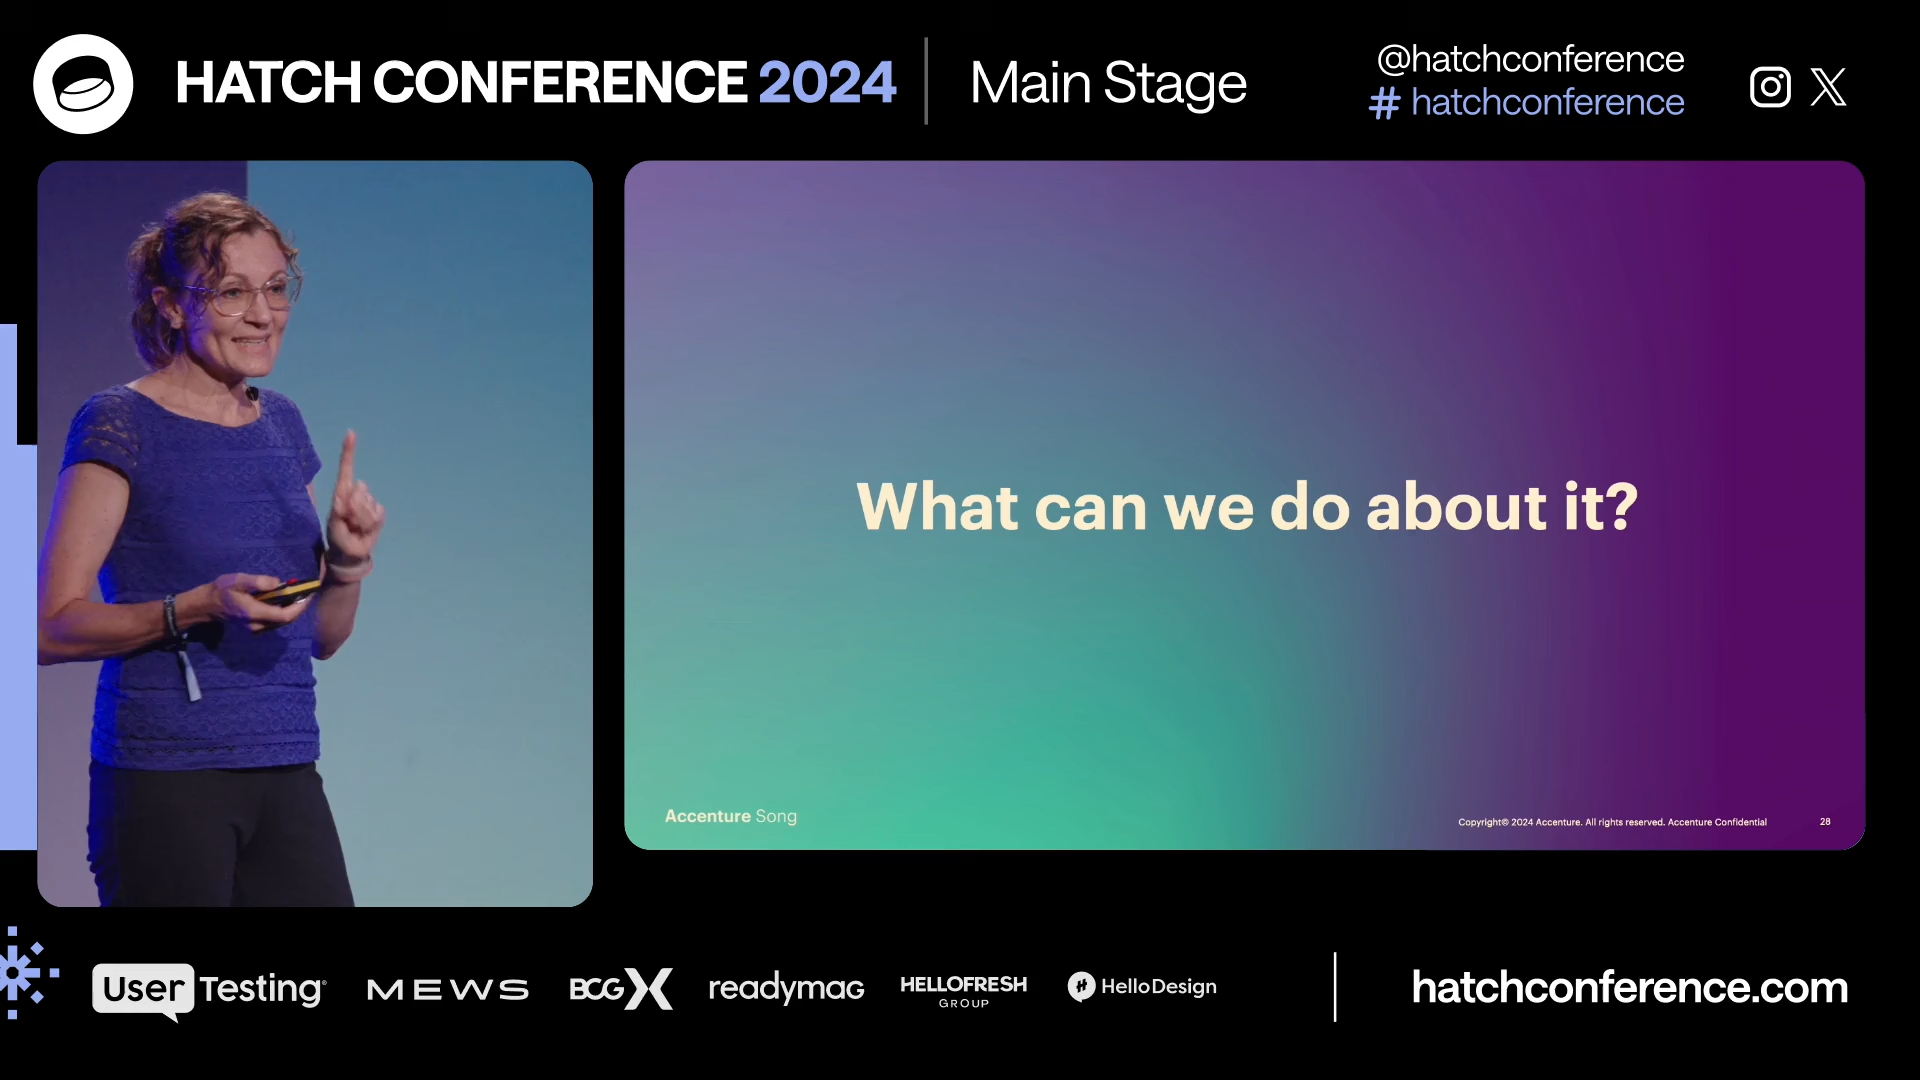 HATCH CONFERENCE 2024
Main Stage
@hatchconference
# hatchconference
What can we do about it?
Accenture Song
Copyright© 2024 Accenture. All rights reserved. Accenture Confidential
28
UserTesting
MEWS
BCG X
readymag
HELLOFRESH
GROUP
HelloDesign
hatchconference.com